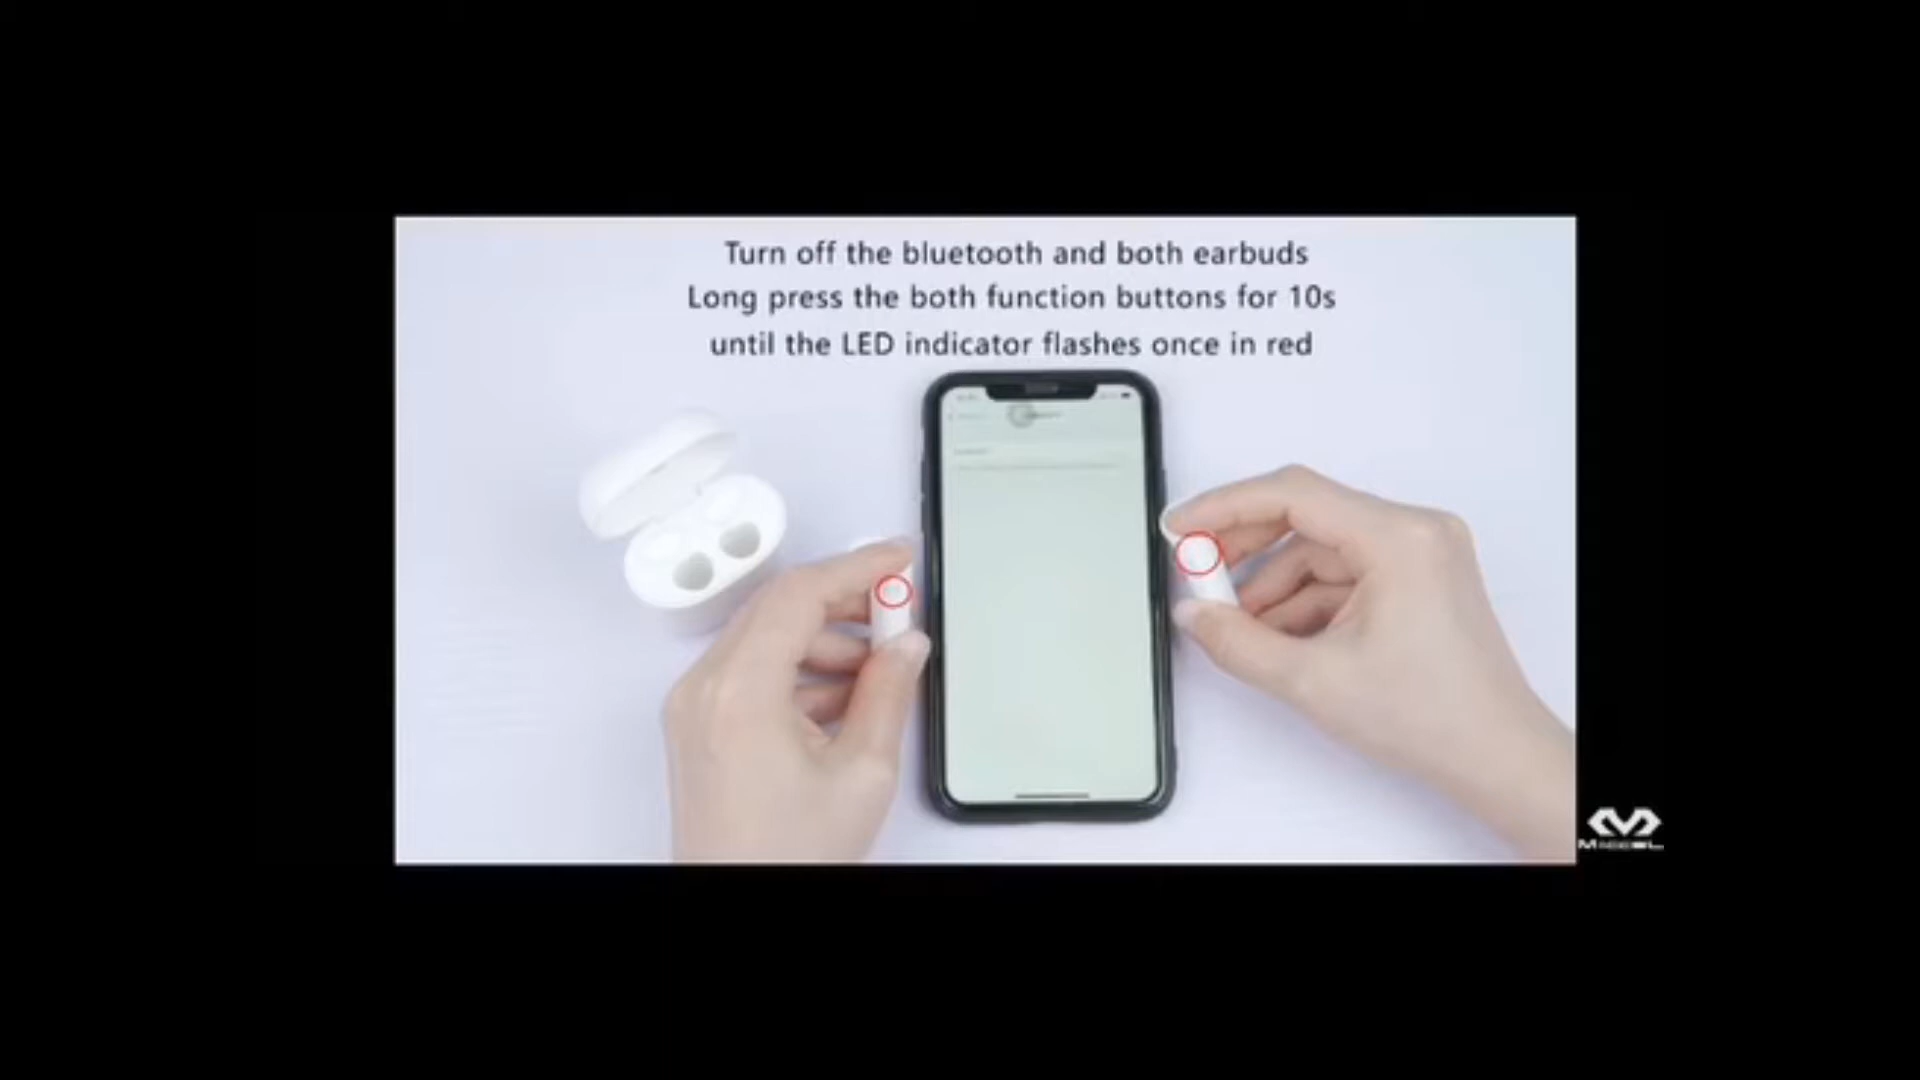 Turn off the bluetooth and both earbuds
Long press the both function buttons for 10s
until the LED indicator flashes once in red